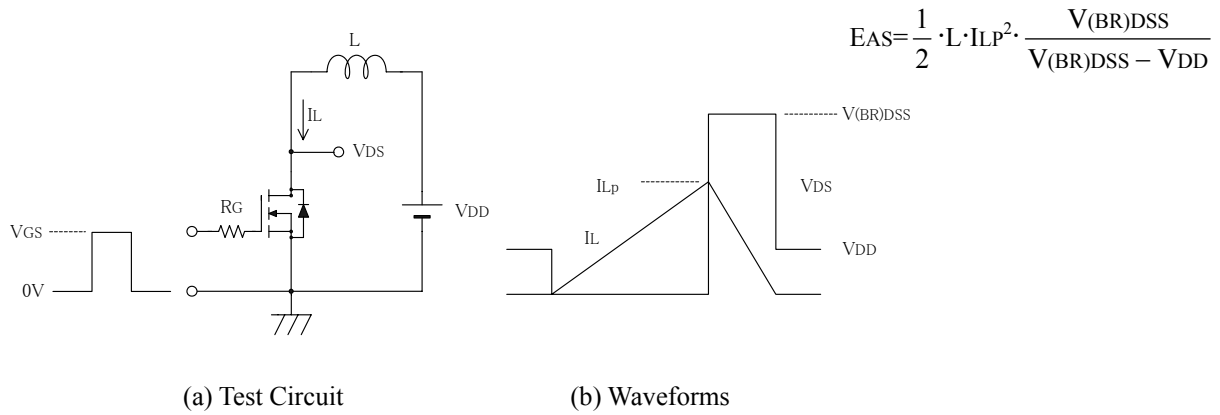 EAS=1/2·L·ILP²·V(BR)DSS/V(BR)DSS – VDD
L
IL
VDS
RG
VDD
VGS
0V
V(BR)DSS
ILp
VDS
IL
VDD
(a) Test Circuit
(b) Waveforms